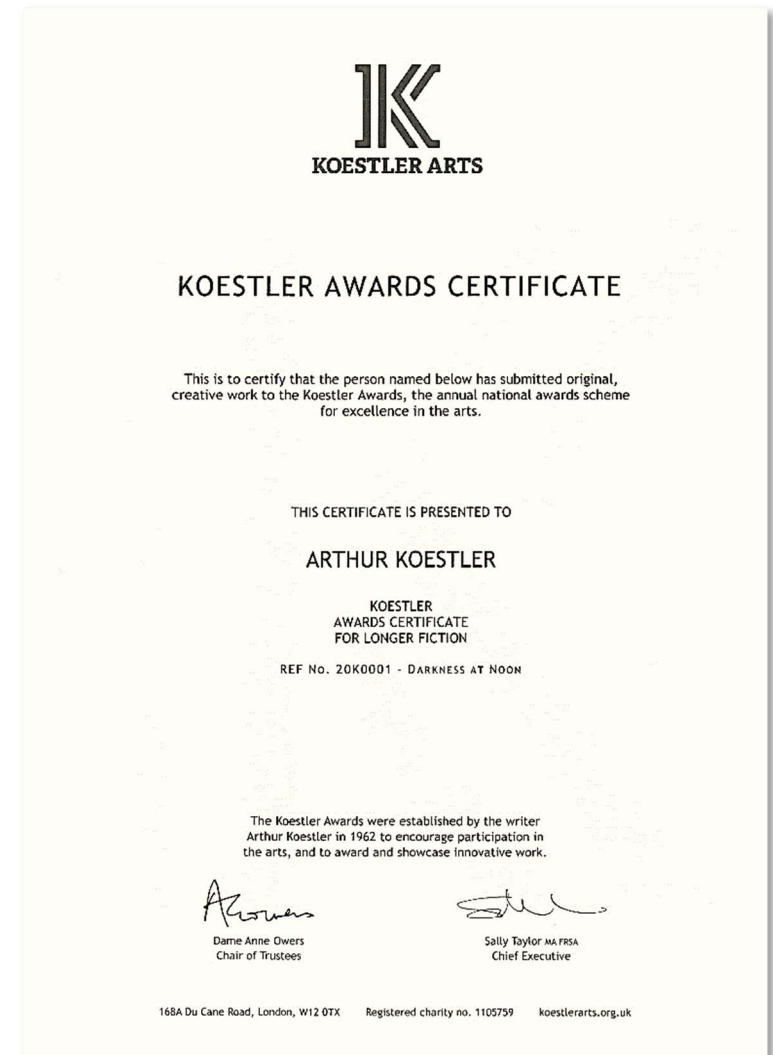 KOESTLER ARTS
KOESTLER AWARDS CERTIFICATE
This is to certify that the person named below has submitted original,
creative work to the Koestler Awards, the annual national awards scheme
for excellence in the arts.
THIS CERTIFICATE IS PRESENTED TO
ARTHUR KOESTLER
KOESTLER
AWARDS CERTIFICATE
FOR LONGER FICTION
REF No. 20K0001 - DARKNESS AT NOON
The Koestler Awards were established by the writer
Arthur Koestler in 1962 to encourage participation in
the arts, and to award and showcase innovative work.
Dame Anne Owers
Chair of Trustees
Sally Taylor MA FRSA
Chief Executive
168A Du Cane Road, London, W12 0TX Registered charity no. 1105759 koestlerarts.org.uk